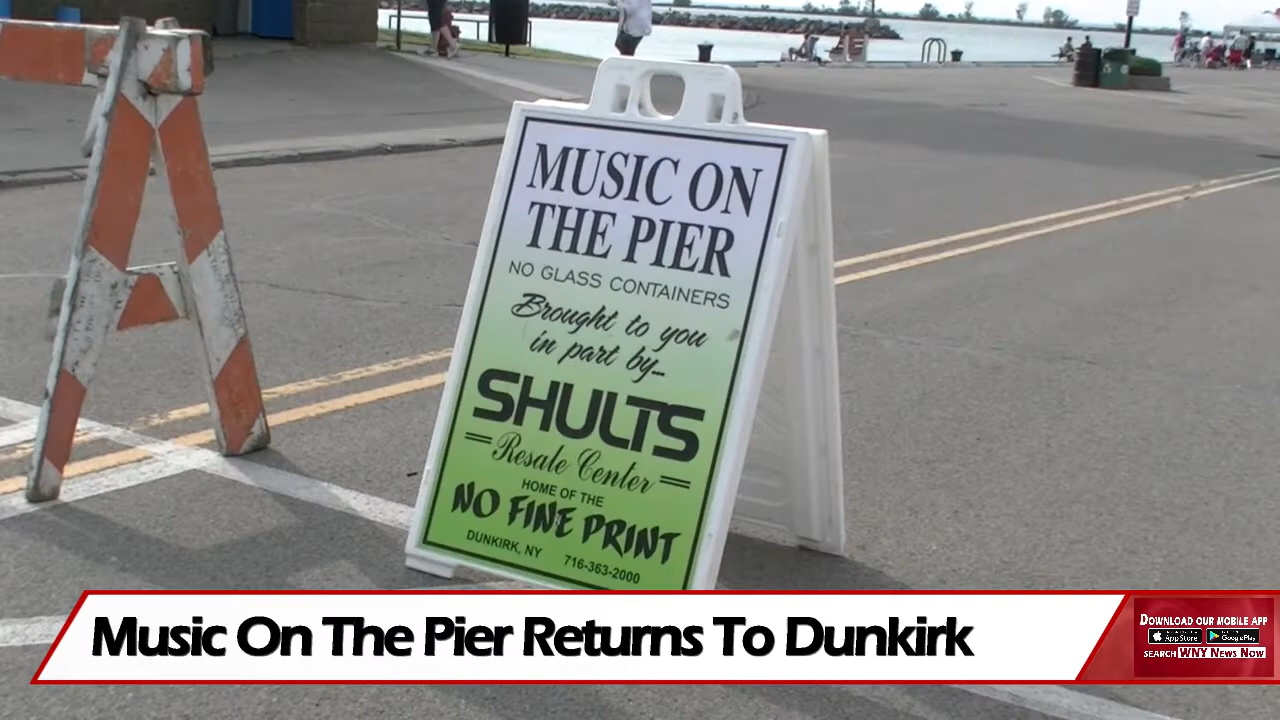 MUSIC ON
THE PIER
NO GLASS CONTAINERS
Brought to you
in part by...
SHULTS
Resale Center
HOME OF THE
NO FINE PRINT
DUNKIRK, NY 716-363-2000
Music On The Pier Returns To Dunkirk
DOWNLOAD OUR MOBILE APP
App Store Google Play
SEARCH WNY NEWS NOW